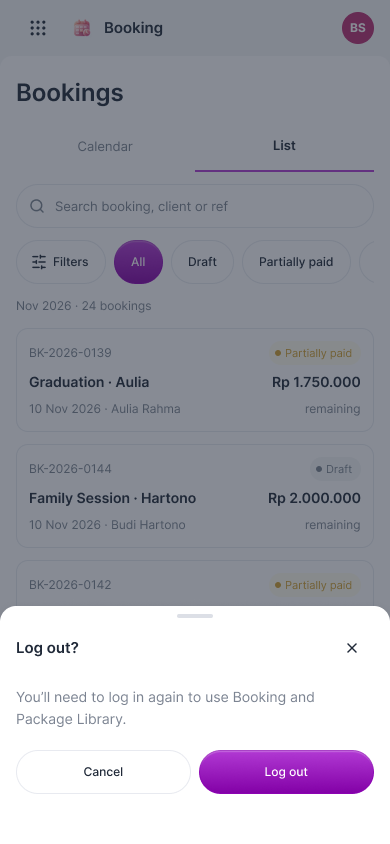 Booking
BS
Bookings
Calendar
List
Search booking, client or ref
Filters
All
Draft
Partially paid
Nov 2026 · 24 bookings
BK-2026-0139
Partially paid
Graduation · Aulia
Rp 1.750.000
10 Nov 2026 · Aulia Rahma
remaining
BK-2026-0144
Draft
Family Session · Hartono
Rp 2.000.000
10 Nov 2026 · Budi Hartono
remaining
BK-2026-0142
Partially paid
Log out?
You’ll need to log in again to use Booking and
Package Library.
Cancel
Log out